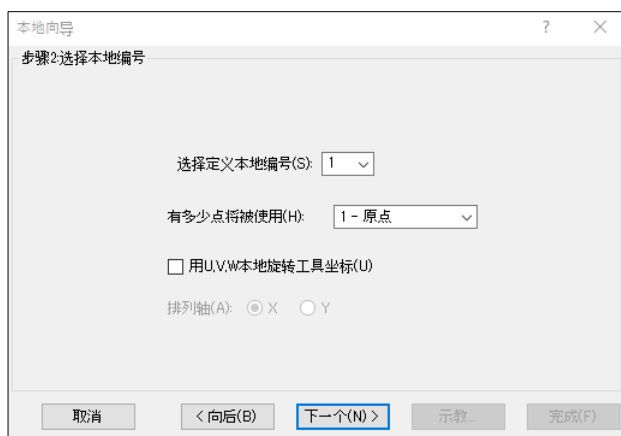 本地向导 ?
步骤2:选择本地编号
选择定义本地编号(S): 1
有多少点将被使用(H): 1 - 原点
用U,V,W本地旋转工具坐标(U)
排列轴(A): X Y
取消 < 向后(B) 下一个(N) > 示教... 完成(F)